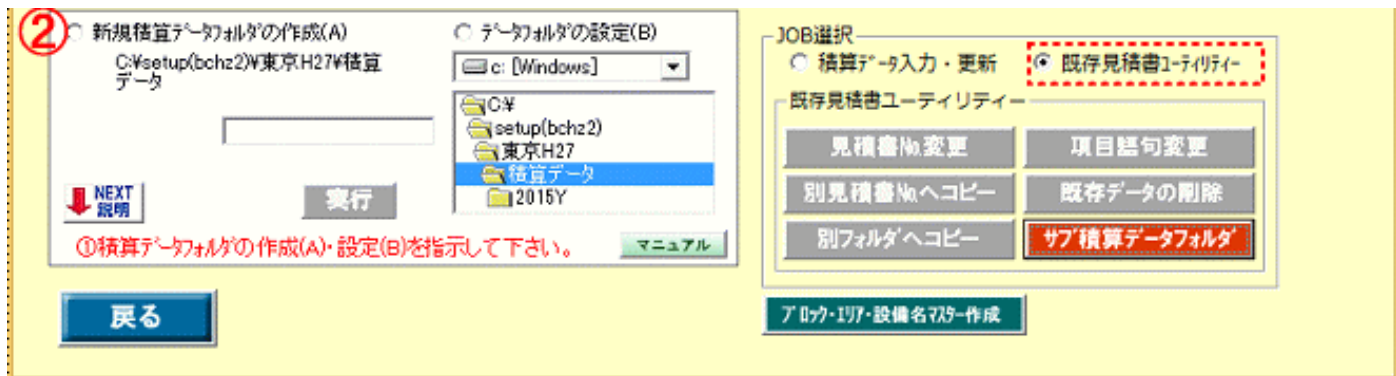 ②
新規積算データフォルダの作成(A)
データフォルダの設定(B)
C:¥setup(bchz2)¥東京H27¥積算
データ
c: [Windows]
C:¥
setup(bchz2)
東京H27
積算データ
2015Y
NEXT
説明
実行
①積算データフォルダの作成(A)・設定(B)を指示して下さい。
マニュアル
戻る
JOB選択
積算データ入力・更新
既存見積書ユーティリティー
既存見積書ユーティリティー
見積書No.変更
項目語句変更
別見積書No.へコピー
既存データの削除
別フォルダへコピー
サブ積算データフォルダ
ブロック・エリア・設備名マスター作成